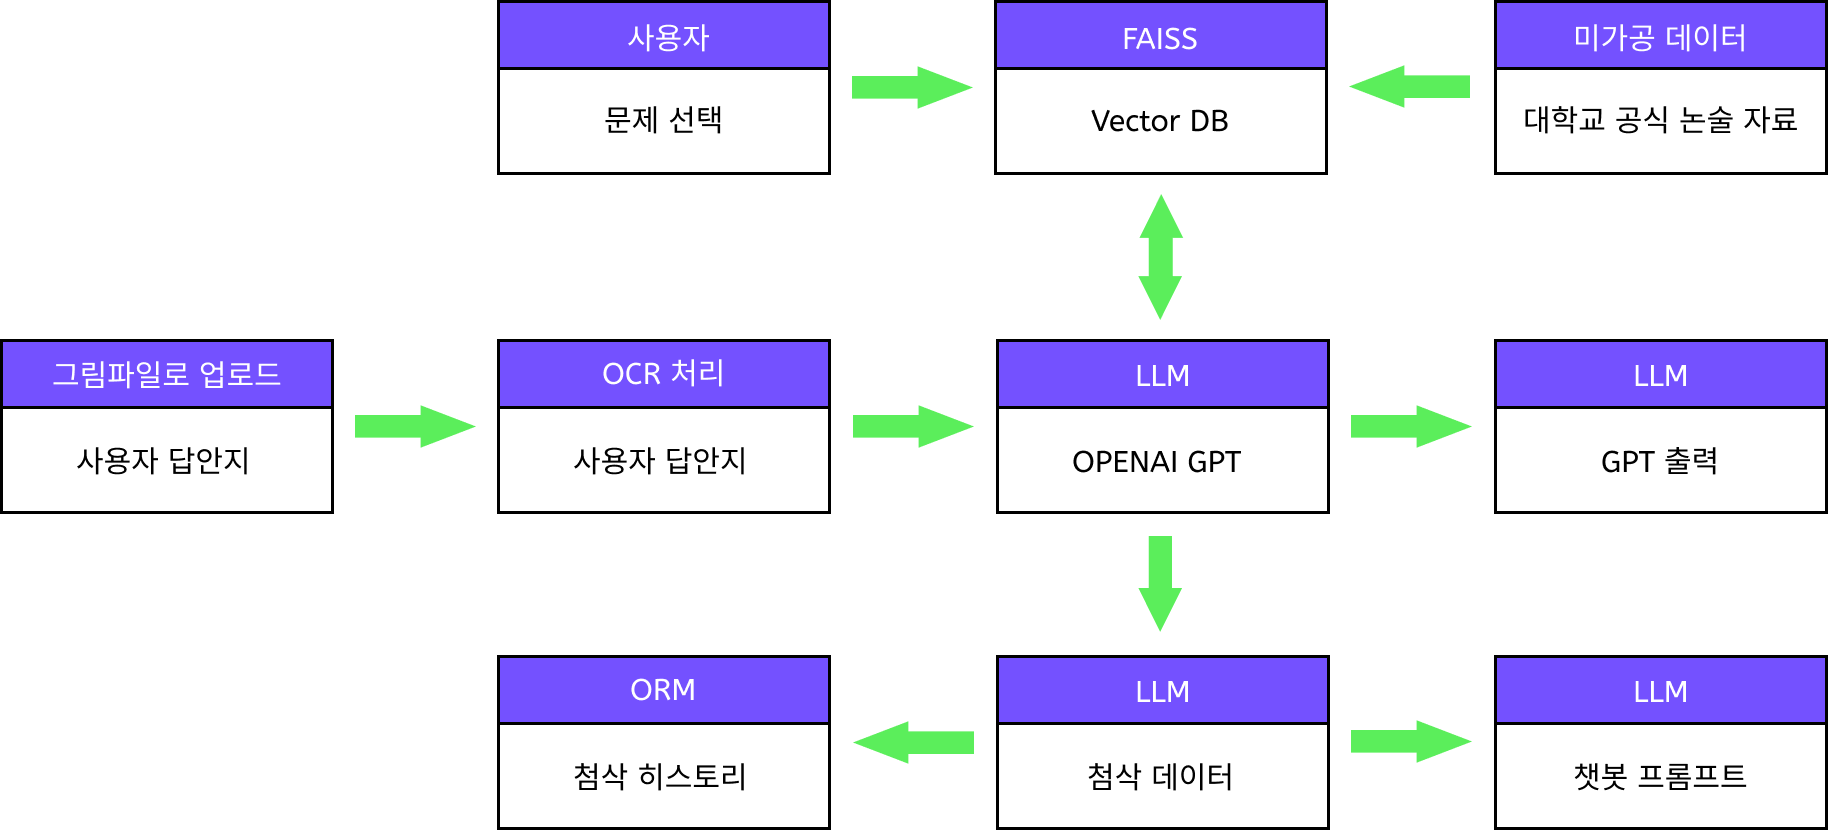 사용자
문제 선택
FAISS
Vector DB
미가공 데이터
대학교 공식 논술 자료
그림파일로 업로드
사용자 답안지
OCR 처리
사용자 답안지
LLM
OPENAI GPT
LLM
GPT 출력
ORM
첨삭 히스토리
LLM
첨삭 데이터
LLM
챗봇 프롬프트